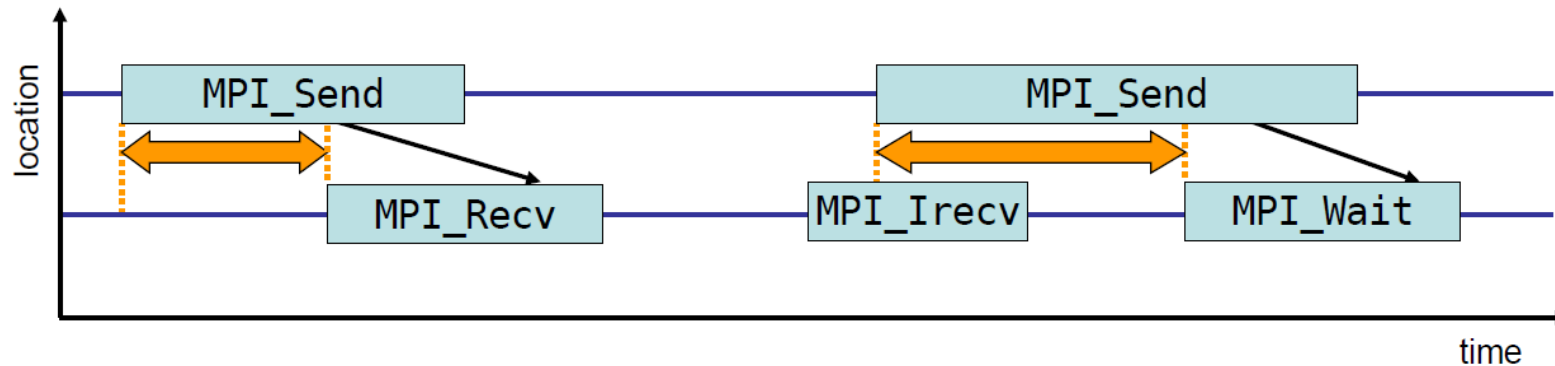 location
MPI_Send
MPI_Send
MPI_Recv
MPI_Irecv
MPI_Wait
time